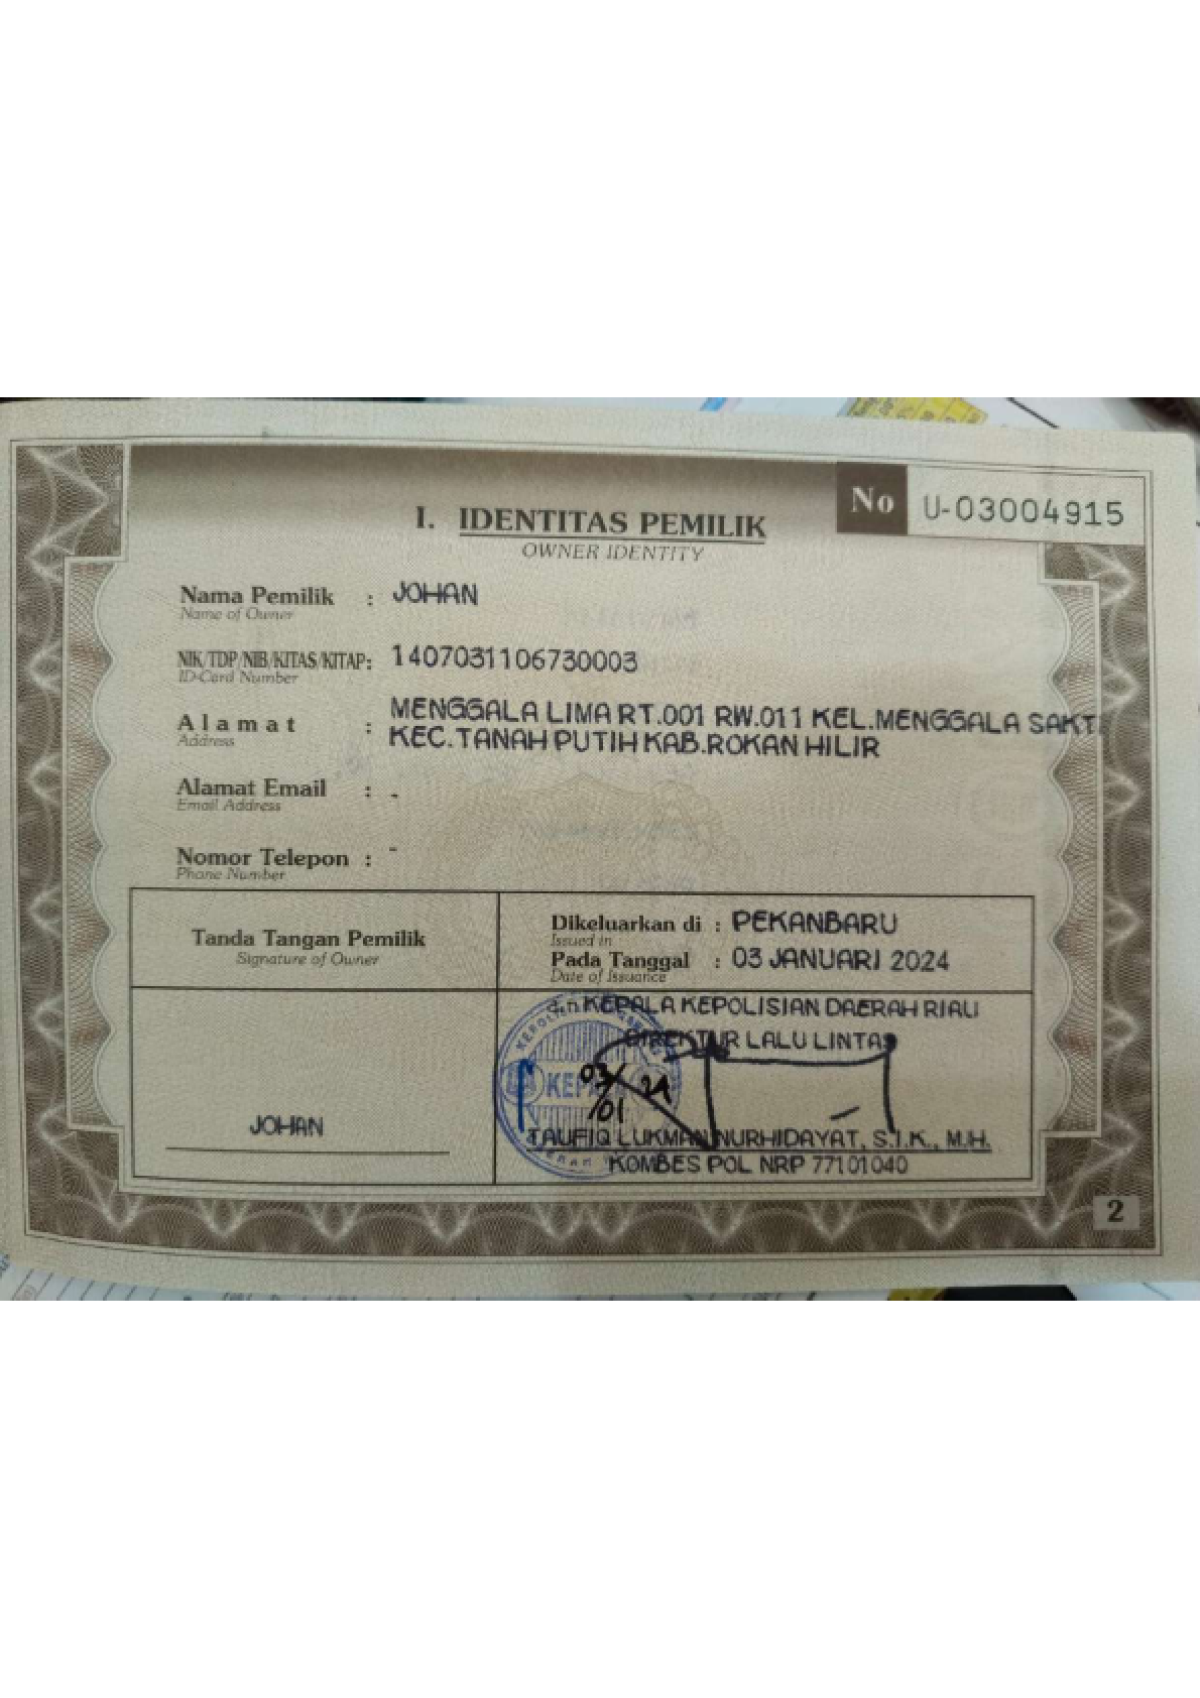 No U-03004915
I. IDENTITAS PEMILIK
OWNER IDENTITY
Nama Pemilik : JOHAN
Name of Owner
NIK/TDP/NIB/KITAS/KITAP: 1407031106730003
ID-Card Number
Alamat : MENGGALA LIMA RT.001 RW.011 KEL.MENGGALA SAKTI
Address KEC.TANAH PUTIH KAB.ROKAN HILIR
Alamat Email : -
Email Address
Nomor Telepon : -
Phone Number
Tanda Tangan Pemilik
Signature of Owner
Dikeluarkan di : PEKANBARU
Issued in
Pada Tanggal : 03 JANUARI 2024
Date of Issuance
KEPALA KEPOLISIAN DAERAH RIAU
DIREKTUR LALU LINTAS
03/01 24
JOHAN
TAUFIQ LUKMAN NURHIDAYAT, S.I.K., M.H.
KOMBES POL NRP 77101040
2